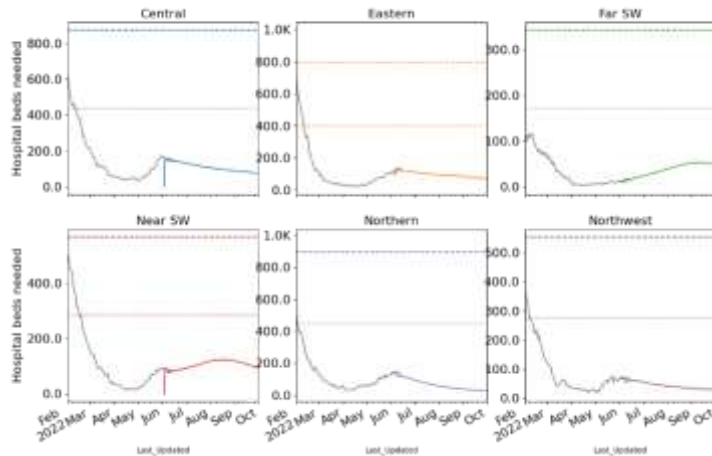 Central
Eastern
Far SW
Hospital beds needed
800.0
600.0
400.0
200.0
0.0
1.0K
800.0
600.0
400.0
200.0
0.0
300.0
200.0
100.0
0.0
Near SW
Northern
Northwest
Hospital beds needed
400.0
200.0
0.0
1.0K
800.0
600.0
400.0
200.0
0.0
500.0
400.0
300.0
200.0
100.0
0.0
Feb
2022
Mar
Apr
May
Jun
Jul
Aug
Sep
Oct
Feb
2022
Mar
Apr
May
Jun
Jul
Aug
Sep
Oct
Feb
2022
Mar
Apr
May
Jun
Jul
Aug
Sep
Oct
Last_Updated
Last_Updated
Last_Updated